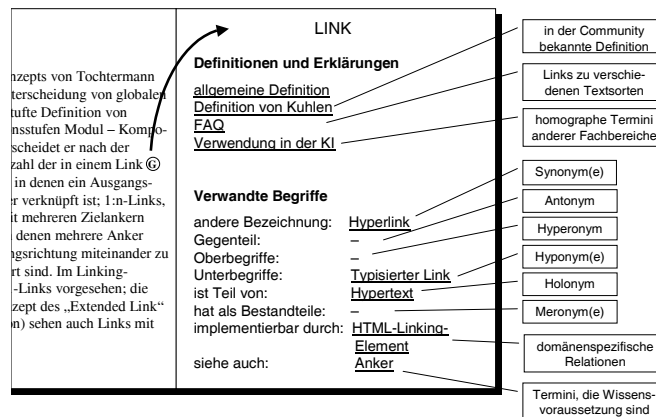 nzepts von Tochtermann
terscheidung von globalen
tufte Definition von
nsstufen Modul – Kompo-
scheidet er nach der
zahl der in einem Link G
in denen ein Ausgangs-
er verknüpft ist; 1:n-Links,
it mehreren Zielankern
denen mehrere Anker
ngsrichtung miteinander zu
rt sind. Im Linking-
-Links vorgesehen; die
zept des „Extended Link“
on) sehen auch Links mit
LINK
Definitionen und Erklärungen
allgemeine Definition
Definition von Kuhlen
FAQ
Verwendung in der KI
Verwandte Begriffe
andere Bezeichnung: Hyperlink
Gegenteil: –
Oberbegriffe: –
Unterbegriffe: Typisierter Link
ist Teil von: Hypertext
hat als Bestandteile: –
implementierbar durch: HTML-Linking-
Element
siehe auch: Anker
in der Community
bekannte Definition
Links zu verschie-
denen Textsorten
homographe Termini
anderer Fachbereiche
Synonym(e)
Antonym
Hyperonym
Hyponym(e)
Holonym
Meronym(e)
domänenspezifische
Relationen
Termini, die Wissens-
voraussetzung sind